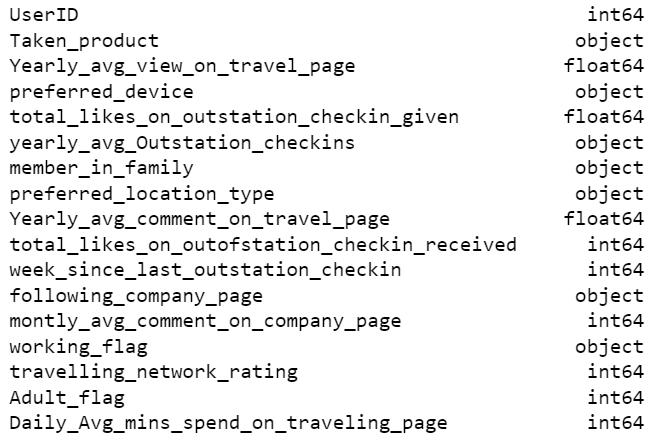 UserID int64
Taken_product object
Yearly_avg_view_on_travel_page float64
preferred_device object
total_likes_on_outstation_checkin_given float64
yearly_avg_Outstation_checkins object
member_in_family object
preferred_location_type object
Yearly_avg_comment_on_travel_page float64
total_likes_on_outofstation_checkin_received int64
week_since_last_outstation_checkin int64
following_company_page object
montly_avg_comment_on_company_page int64
working_flag object
travelling_network_rating int64
Adult_flag int64
Daily_Avg_mins_spend_on_traveling_page int64